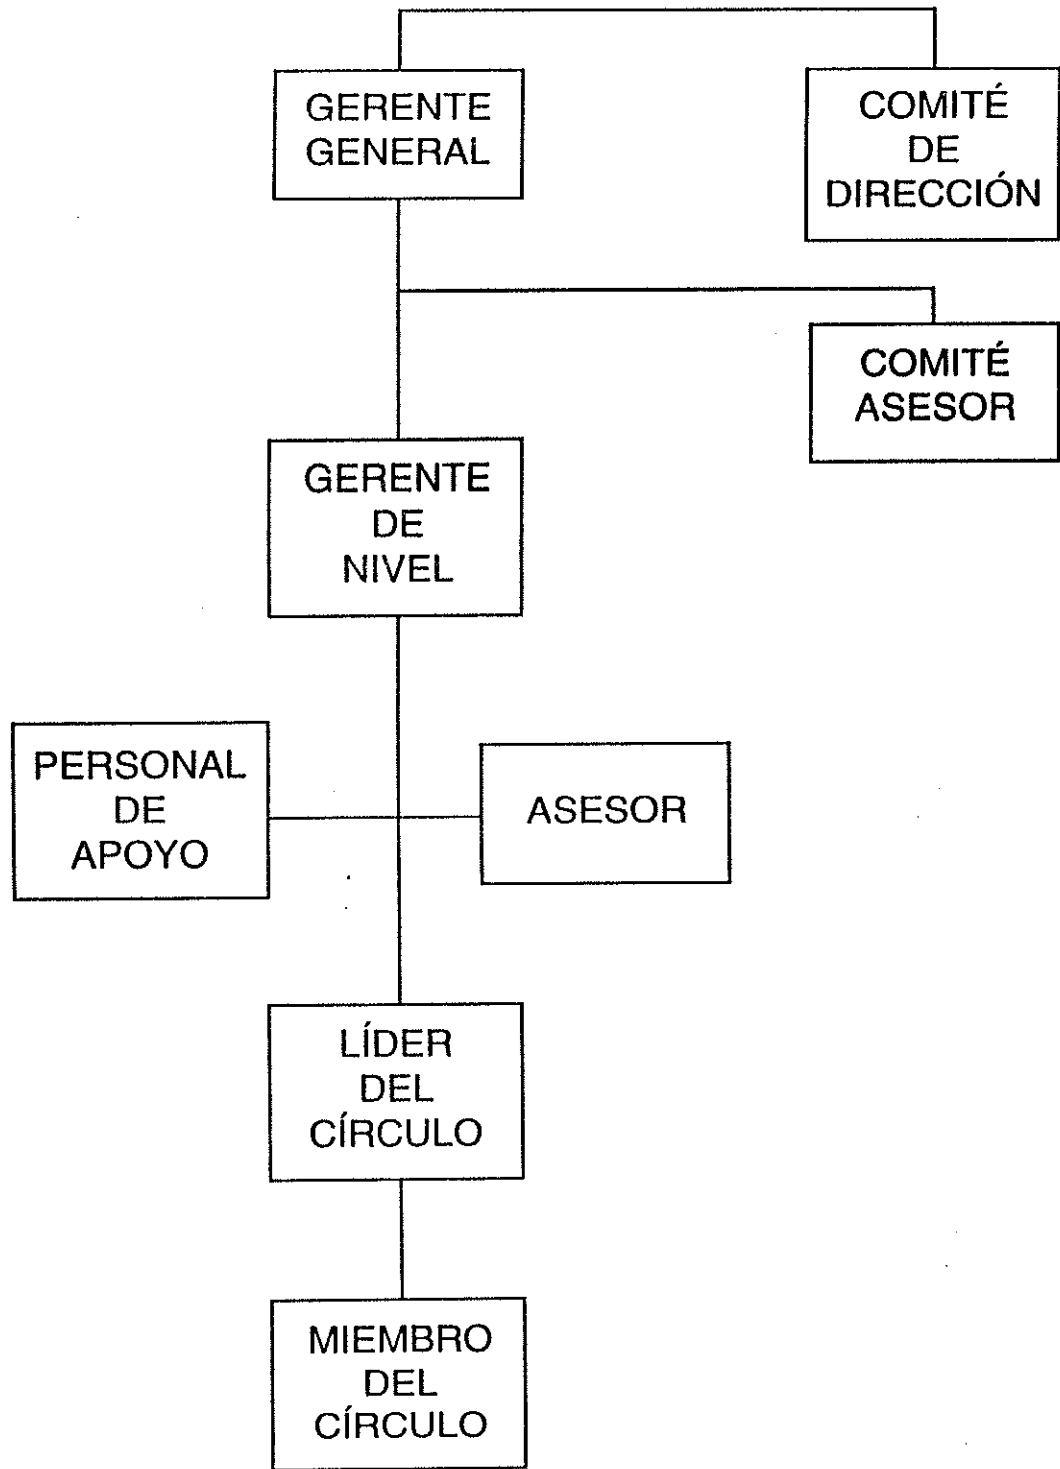 GERENTE
GENERAL
COMITÉ
DE
DIRECCIÓN
COMITÉ
ASESOR
GERENTE
DE
NIVEL
PERSONAL
DE
APOYO
ASESOR
LÍDER
DEL
CÍRCULO
MIEMBRO
DEL
CÍRCULO